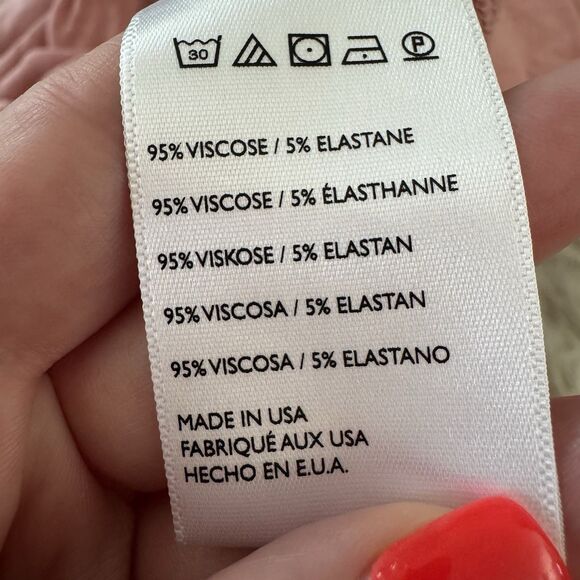 30 P
95% VISCOSE / 5% ELASTANE
95% VISCOSE / 5% ÉLASTHANNE
95% VISKOSE / 5% ELASTAN
95% VISCOSA / 5% ELASTAN
95% VISCOSA / 5% ELASTANO
MADE IN USA
FABRIQUÉ AUX USA
HECHO EN E.U.A.